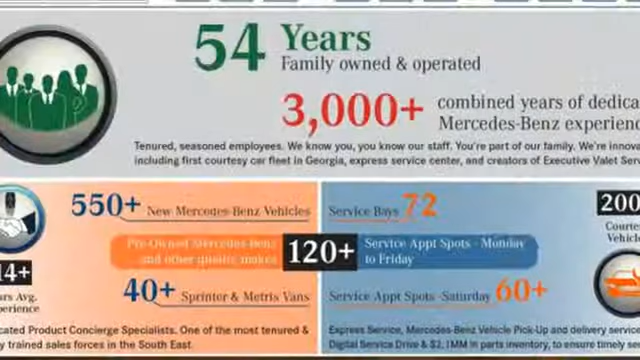 54 Years
Family owned & operated
3,000+ combined years of dedica
Mercedes-Benz experienc
Tenured, seasoned employees. We know you, you know our staff. You're part of our family. We're innova
including first courtesy car fleet in Georgia, express service center, and creators of Executive Valet Serv
550+ New Mercedes-Benz Vehicles
Service Bays 72
200
Courte
Vehicl
Pre-Owned Mercedes-Benz
and other quality makes
120+
Service Appt Spots - Monday
to Friday
4+
ars Avg.
perience
40+ Sprinter & Metris Vans
Service Appt Spots -Saturday 60+
cated Product Concierge Specialists. One of the most tenured &
y trained sales forces in the South East.
Express Service, Mercedes-Benz Vehicle Pick-Up and delivery service
Digital Service Drive & $2.1MM in parts inventory, to ensure timely se